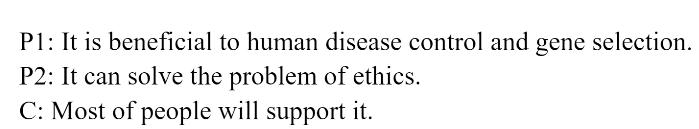 P1: It is beneficial to human disease control and gene selection.
P2: It can solve the problem of ethics.
C: Most of people will support it.